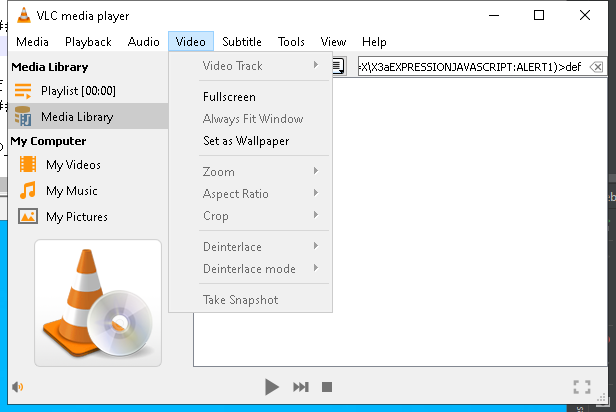 VLC media player
Media Playback Audio Video Subtitle Tools View Help
Media Library
Playlist [00:00]
Media Library
My Computer
My Videos
My Music
My Pictures
Video Track
Fullscreen
Always Fit Window
Set as Wallpaper
Zoom
Aspect Ratio
Crop
Deinterlace
Deinterlace mode
Take Snapshot
X\X3aEXPRESSIONJAVASCRIPT:ALERT1)>def